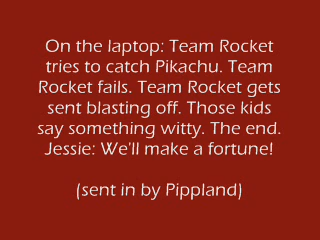 On the laptop: Team Rocket
tries to catch Pikachu. Team
Rocket fails. Team Rocket gets
sent blasting off. Those kids
say something witty. The end.
Jessie: We'll make a fortune!
(sent in by Pippland)